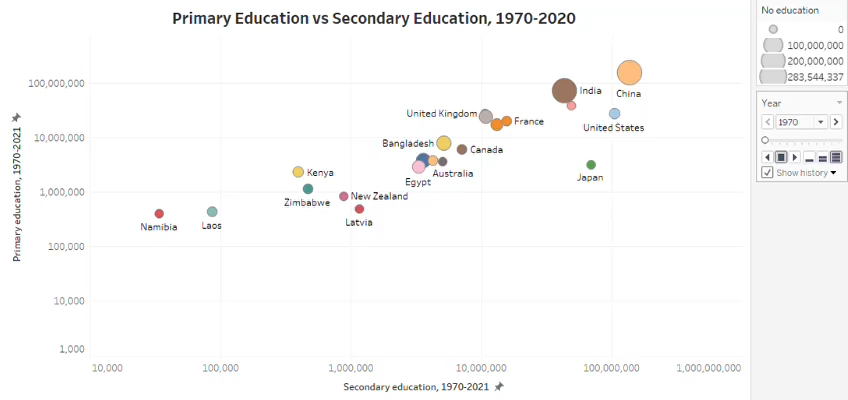 Primary Education vs Secondary Education, 1970-2020
No education
0
100,000,000
200,000,000
283,544,337
Year
1970
Show history
Primary education, 1970-2021
100,000,000
10,000,000
1,000,000
100,000
10,000
1,000
India
China
United Kingdom
France
United States
Bangladesh
Canada
Egypt
Australia
Japan
Kenya
Zimbabwe
New Zealand
Latvia
Namibia
Laos
10,000
100,000
1,000,000
10,000,000
100,000,000
1,000,000,000
Secondary education, 1970-2021